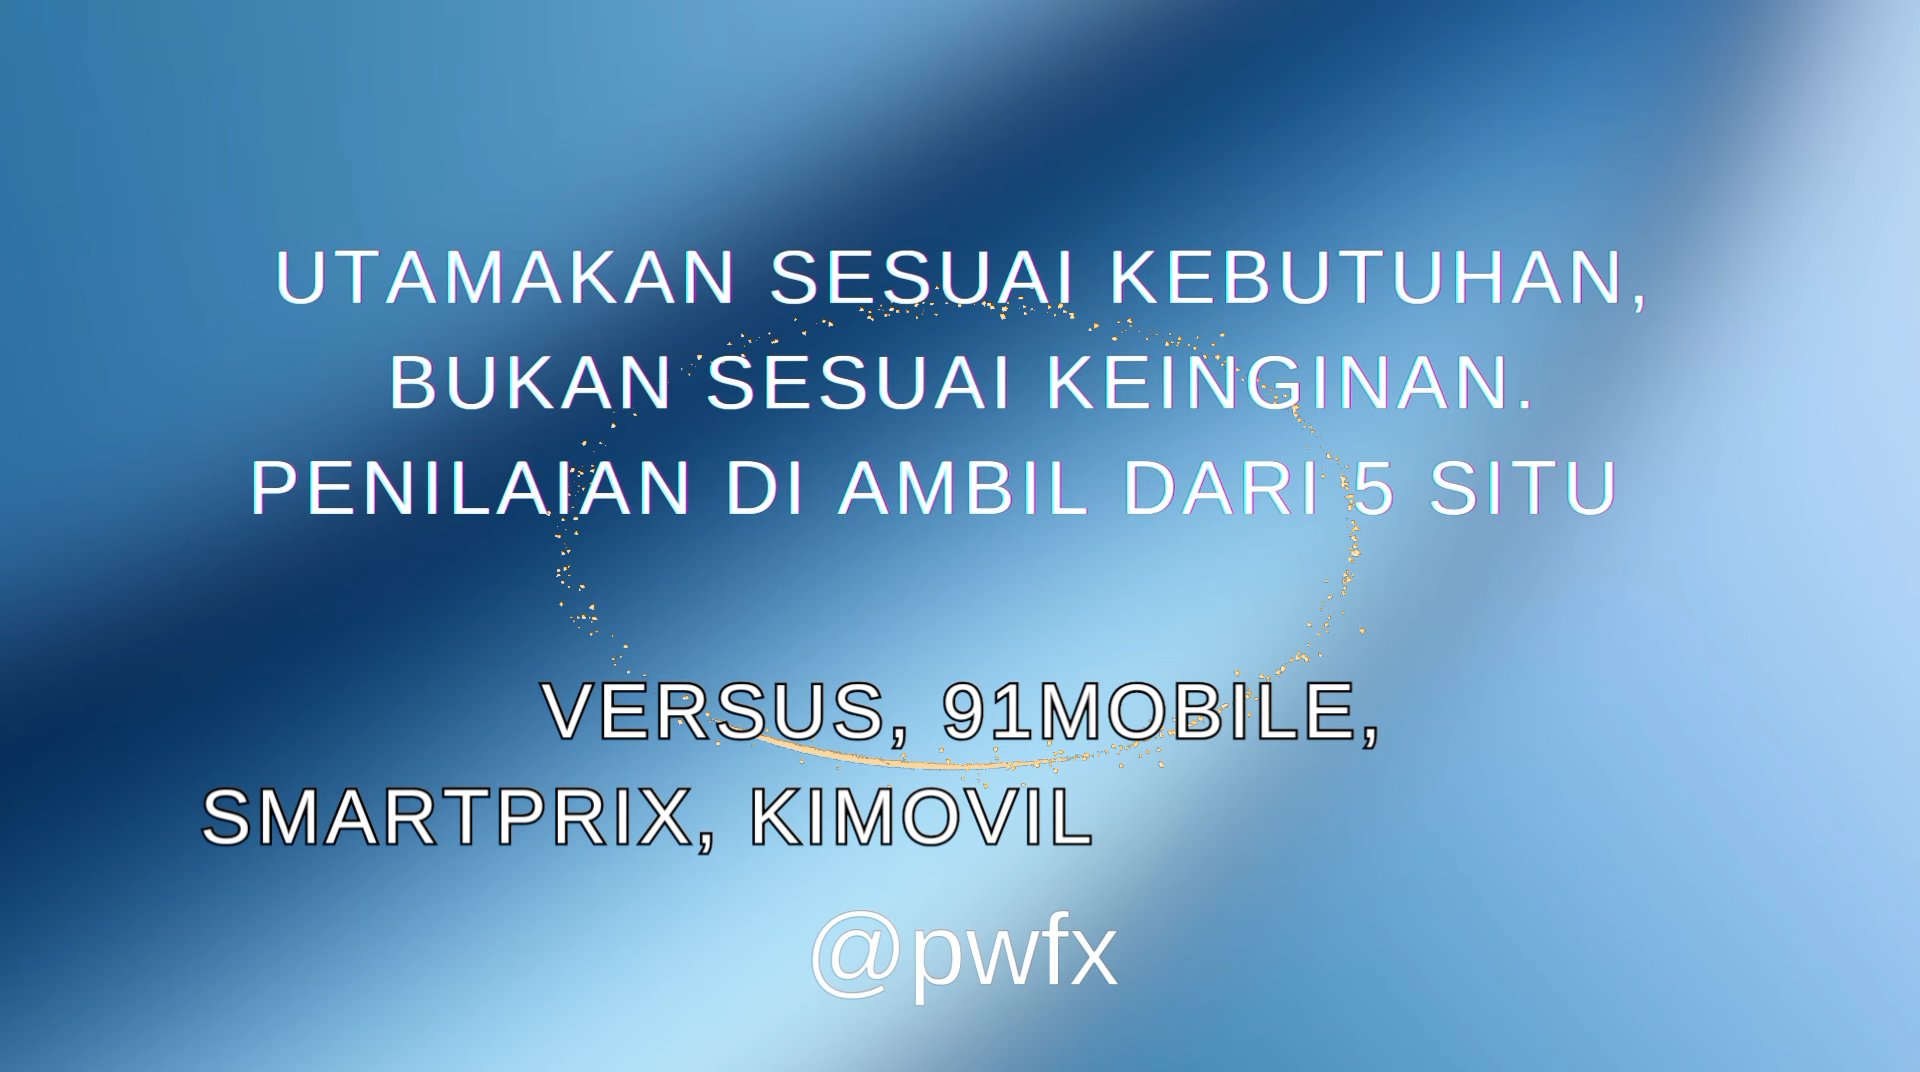 UTAMAKAN SESUAI KEBUTUHAN,
BUKAN SESUAI KEINGINAN.
PENILAIAN DI AMBIL DARI 5 SITU
VERSUS, 91MOBILE,
SMARTPRIX, KIMOVIL
@pwfx